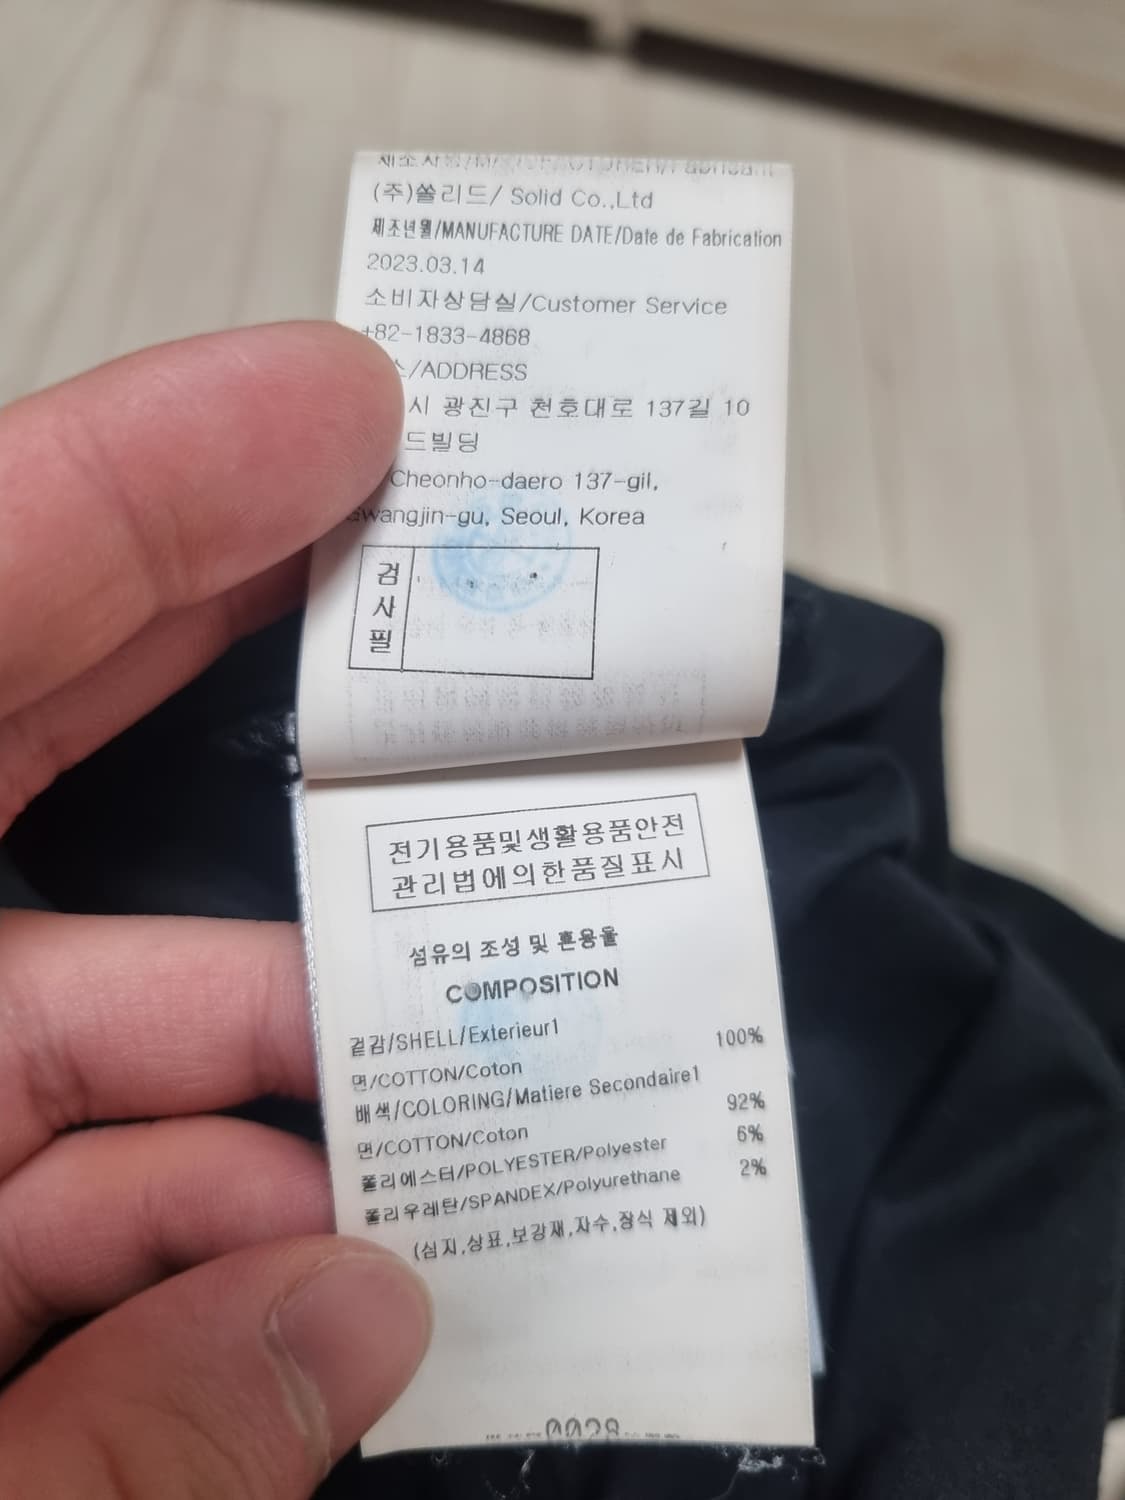 (주)쏠리드/ Solid Co.,Ltd
제조년월/MANUFACTURE DATE/Date de Fabrication
2023.03.14
소비자상담실/Customer Service
+82-1833-4868
/ADDRESS
시 광진구 천호대로 137길 10
드빌딩
Cheonho-daero 137-gil,
Gwangjin-gu, Seoul, Korea
검사필
전기용품및생활용품안전
관리법에의한품질표시
섬유의 조성 및 혼용율
COMPOSITION
겉감/SHELL/Exterieur1
면/COTTON/Coton 100%
배색/COLORING/Matiere Secondaire1
면/COTTON/Coton 92%
폴리에스터/POLYESTER/Polyester 6%
폴리우레탄/SPANDEX/Polyurethane 2%
(심지,상표,보강재,자수,장식 제외)